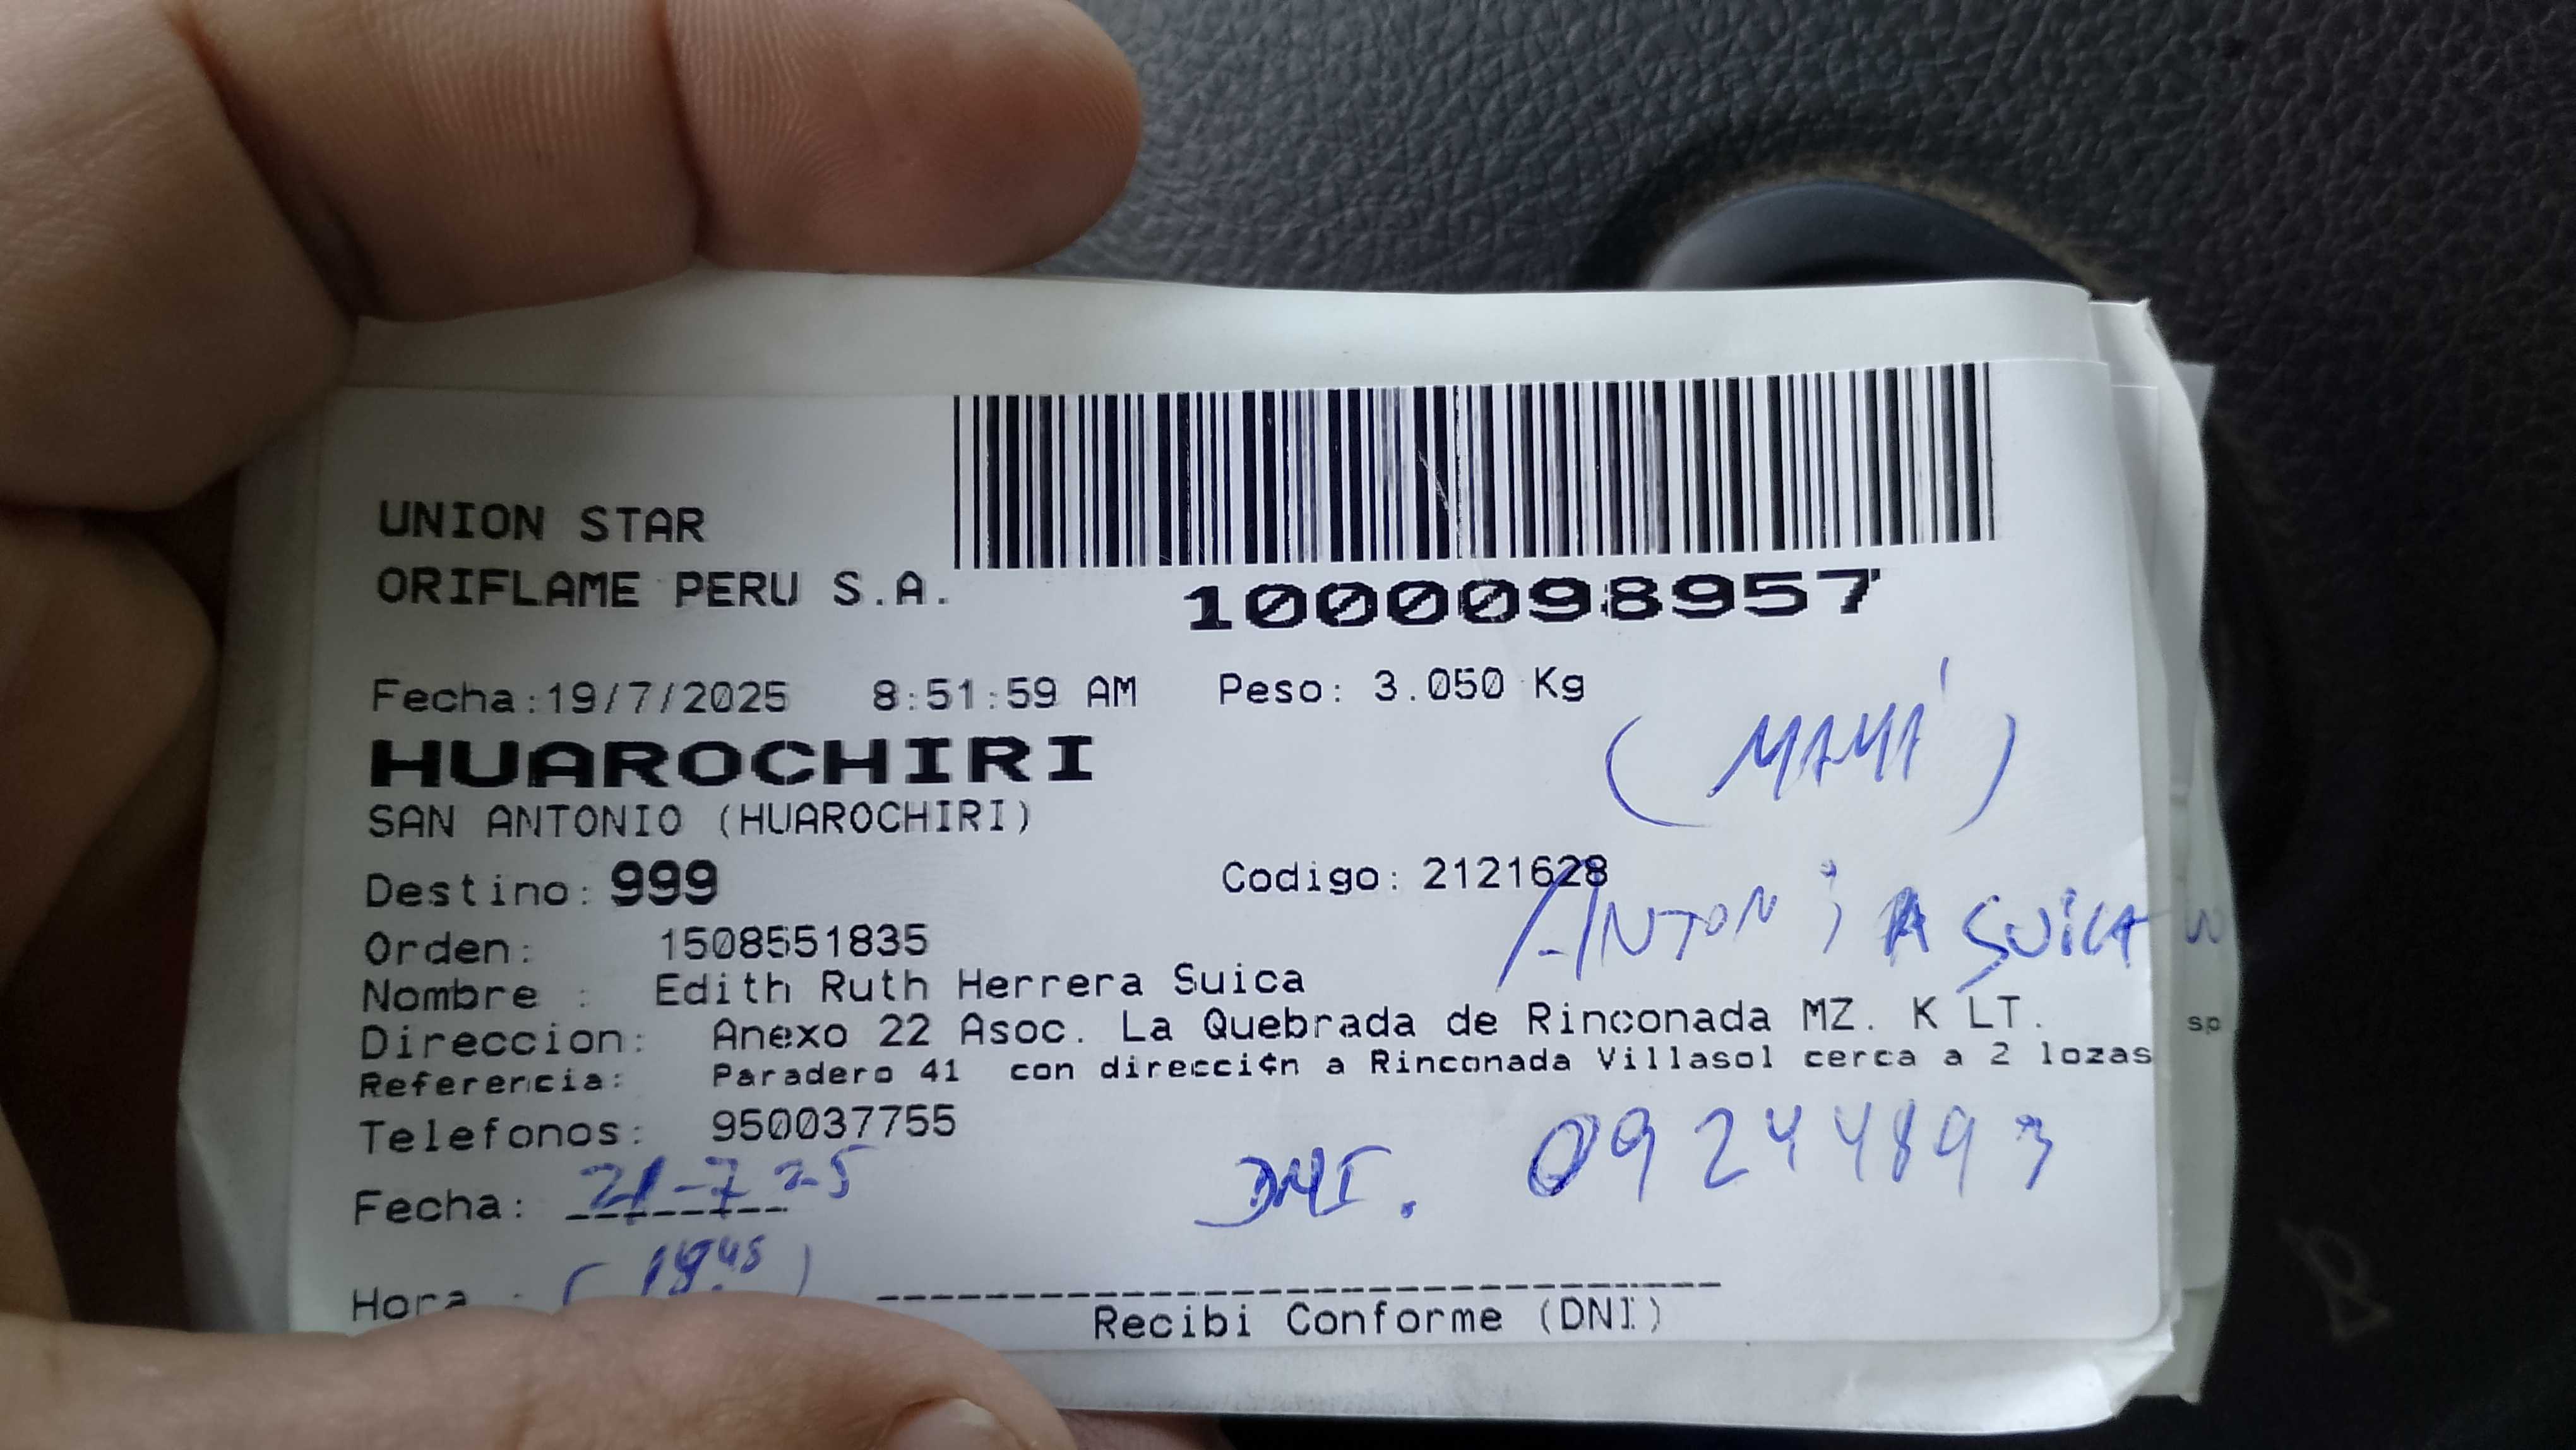 UNION STAR
ORIFLAME PERU S.A.
1000098957
Fecha:19/7/2025 8:51:59 AM Peso: 3.050 Kg
HUAROCHIRI
(MAMÁ)
SAN ANTONIO (HUAROCHIRI)
Destino: 999 Codigo: 2121628
ANTONiA SUiCA
Orden: 1508551835
Nombre : Edith Ruth Herrera Suica
Direccion: Anexo 22 Asoc. La Quebrada de Rinconada MZ. K LT.
Referencia: Paradero 41 con direcci¢n a Rinconada Villasol cerca a 2 lozas
sp
Telefonos: 950037755
Fecha: 21-7-25 DNI. 09244893
Hora :
Recibi Conforme (DNI)